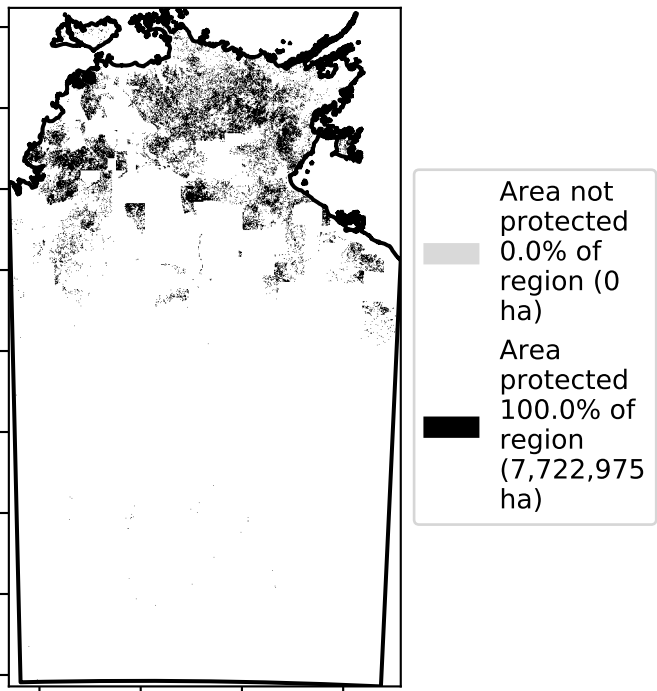 Area not
protected
0.0% of
region (0
ha)
Area
protected
100.0% of
region
(7,722,975
ha)